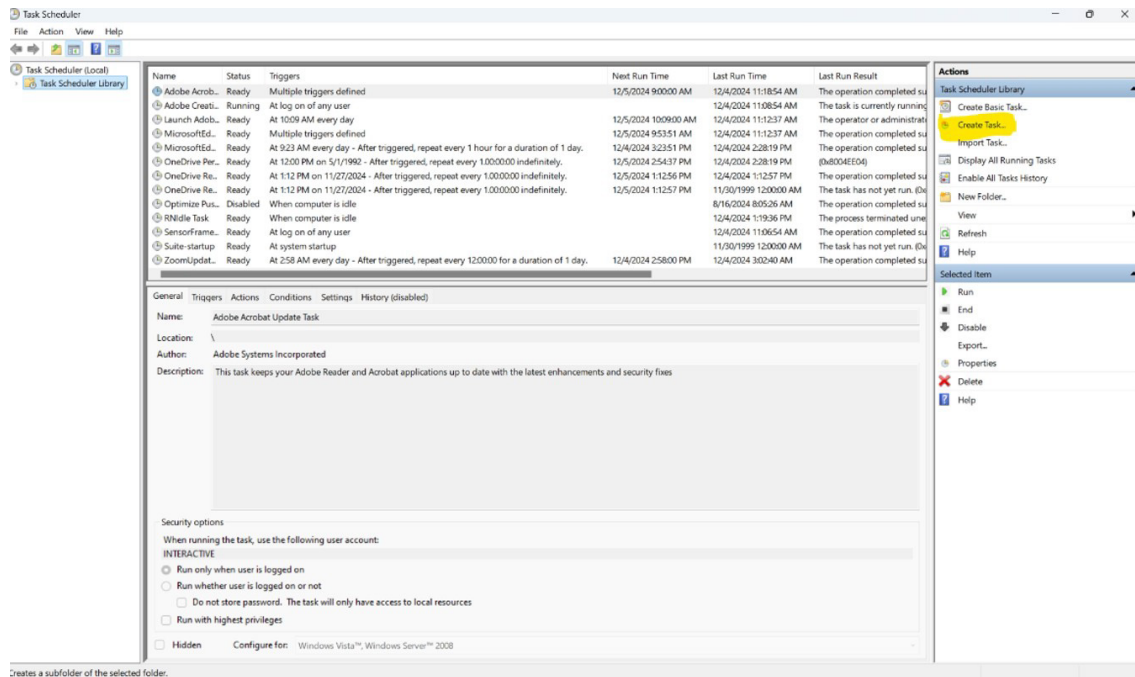 Task Scheduler
File Action View Help
Task Scheduler (Local)
Task Scheduler Library
Name Status Triggers Next Run Time Last Run Time Last Run Result
Adobe Acrob... Ready Multiple triggers defined 12/5/2024 9:00:00 AM 12/4/2024 11:18:54 AM The operation completed su
Adobe Creati... Running At log on of any user 12/4/2024 11:08:54 AM The task is currently running
Launch Adob... Ready At 10:09 AM every day 12/5/2024 10:09:00 AM 12/4/2024 11:12:37 AM The operator or administrat
MicrosoftEd... Ready Multiple triggers defined 12/5/2024 9:53:51 AM 12/4/2024 11:12:37 AM The operation completed su
MicrosoftEd... Ready At 9:23 AM every day - After triggered, repeat every 1 hour for a duration of 1 day. 12/4/2024 3:23:51 PM 12/4/2024 2:28:19 PM The operation completed su
OneDrive Per... Ready At 12:00 PM on 5/1/1992 - After triggered, repeat every 1.00:00:00 indefinitely. 12/5/2024 2:54:37 PM 12/4/2024 2:28:19 PM (0x8004EE04)
OneDrive Re... Ready At 1:12 PM on 11/27/2024 - After triggered, repeat every 1.00:00:00 indefinitely. 12/5/2024 1:12:56 PM 12/4/2024 1:12:57 PM The operation completed su
OneDrive Re... Ready At 1:12 PM on 11/27/2024 - After triggered, repeat every 1.00:00:00 indefinitely. 12/5/2024 1:12:57 PM 11/30/1999 12:00:00 AM The task has not yet run. (0x
Optimize Pus... Disabled When computer is idle 8/16/2024 8:05:26 AM The operation completed su
RNIdle Task Ready When computer is idle 12/4/2024 1:19:36 PM The process terminated une
SensorFrame... Ready At log on of any user 12/4/2024 11:06:54 AM The operation completed su
Suite-startup Ready At system startup 11/30/1999 12:00:00 AM The task has not yet run. (0x
ZoomUpdat... Ready At 2:58 AM every day - After triggered, repeat every 12:00:00 for a duration of 1 day. 12/4/2024 2:58:00 PM 12/4/2024 3:02:40 AM The operation completed su
General Triggers Actions Conditions Settings History (disabled)
Name: Adobe Acrobat Update Task
Location: \
Author: Adobe Systems Incorporated
Description: This task keeps your Adobe Reader and Acrobat applications up to date with the latest enhancements and security fixes
Security options
When running the task, use the following user account:
INTERACTIVE
Run only when user is logged on
Run whether user is logged on or not
Do not store password. The task will only have access to local resources
Run with highest privileges
Hidden Configure for: Windows Vista™, Windows Server™ 2008
Actions
Task Scheduler Library
Create Basic Task...
Create Task...
Import Task...
Display All Running Tasks
Enable All Tasks History
New Folder...
View
Refresh
Help
Selected Item
Run
End
Disable
Export...
Properties
Delete
Help
Creates a subfolder of the selected folder.